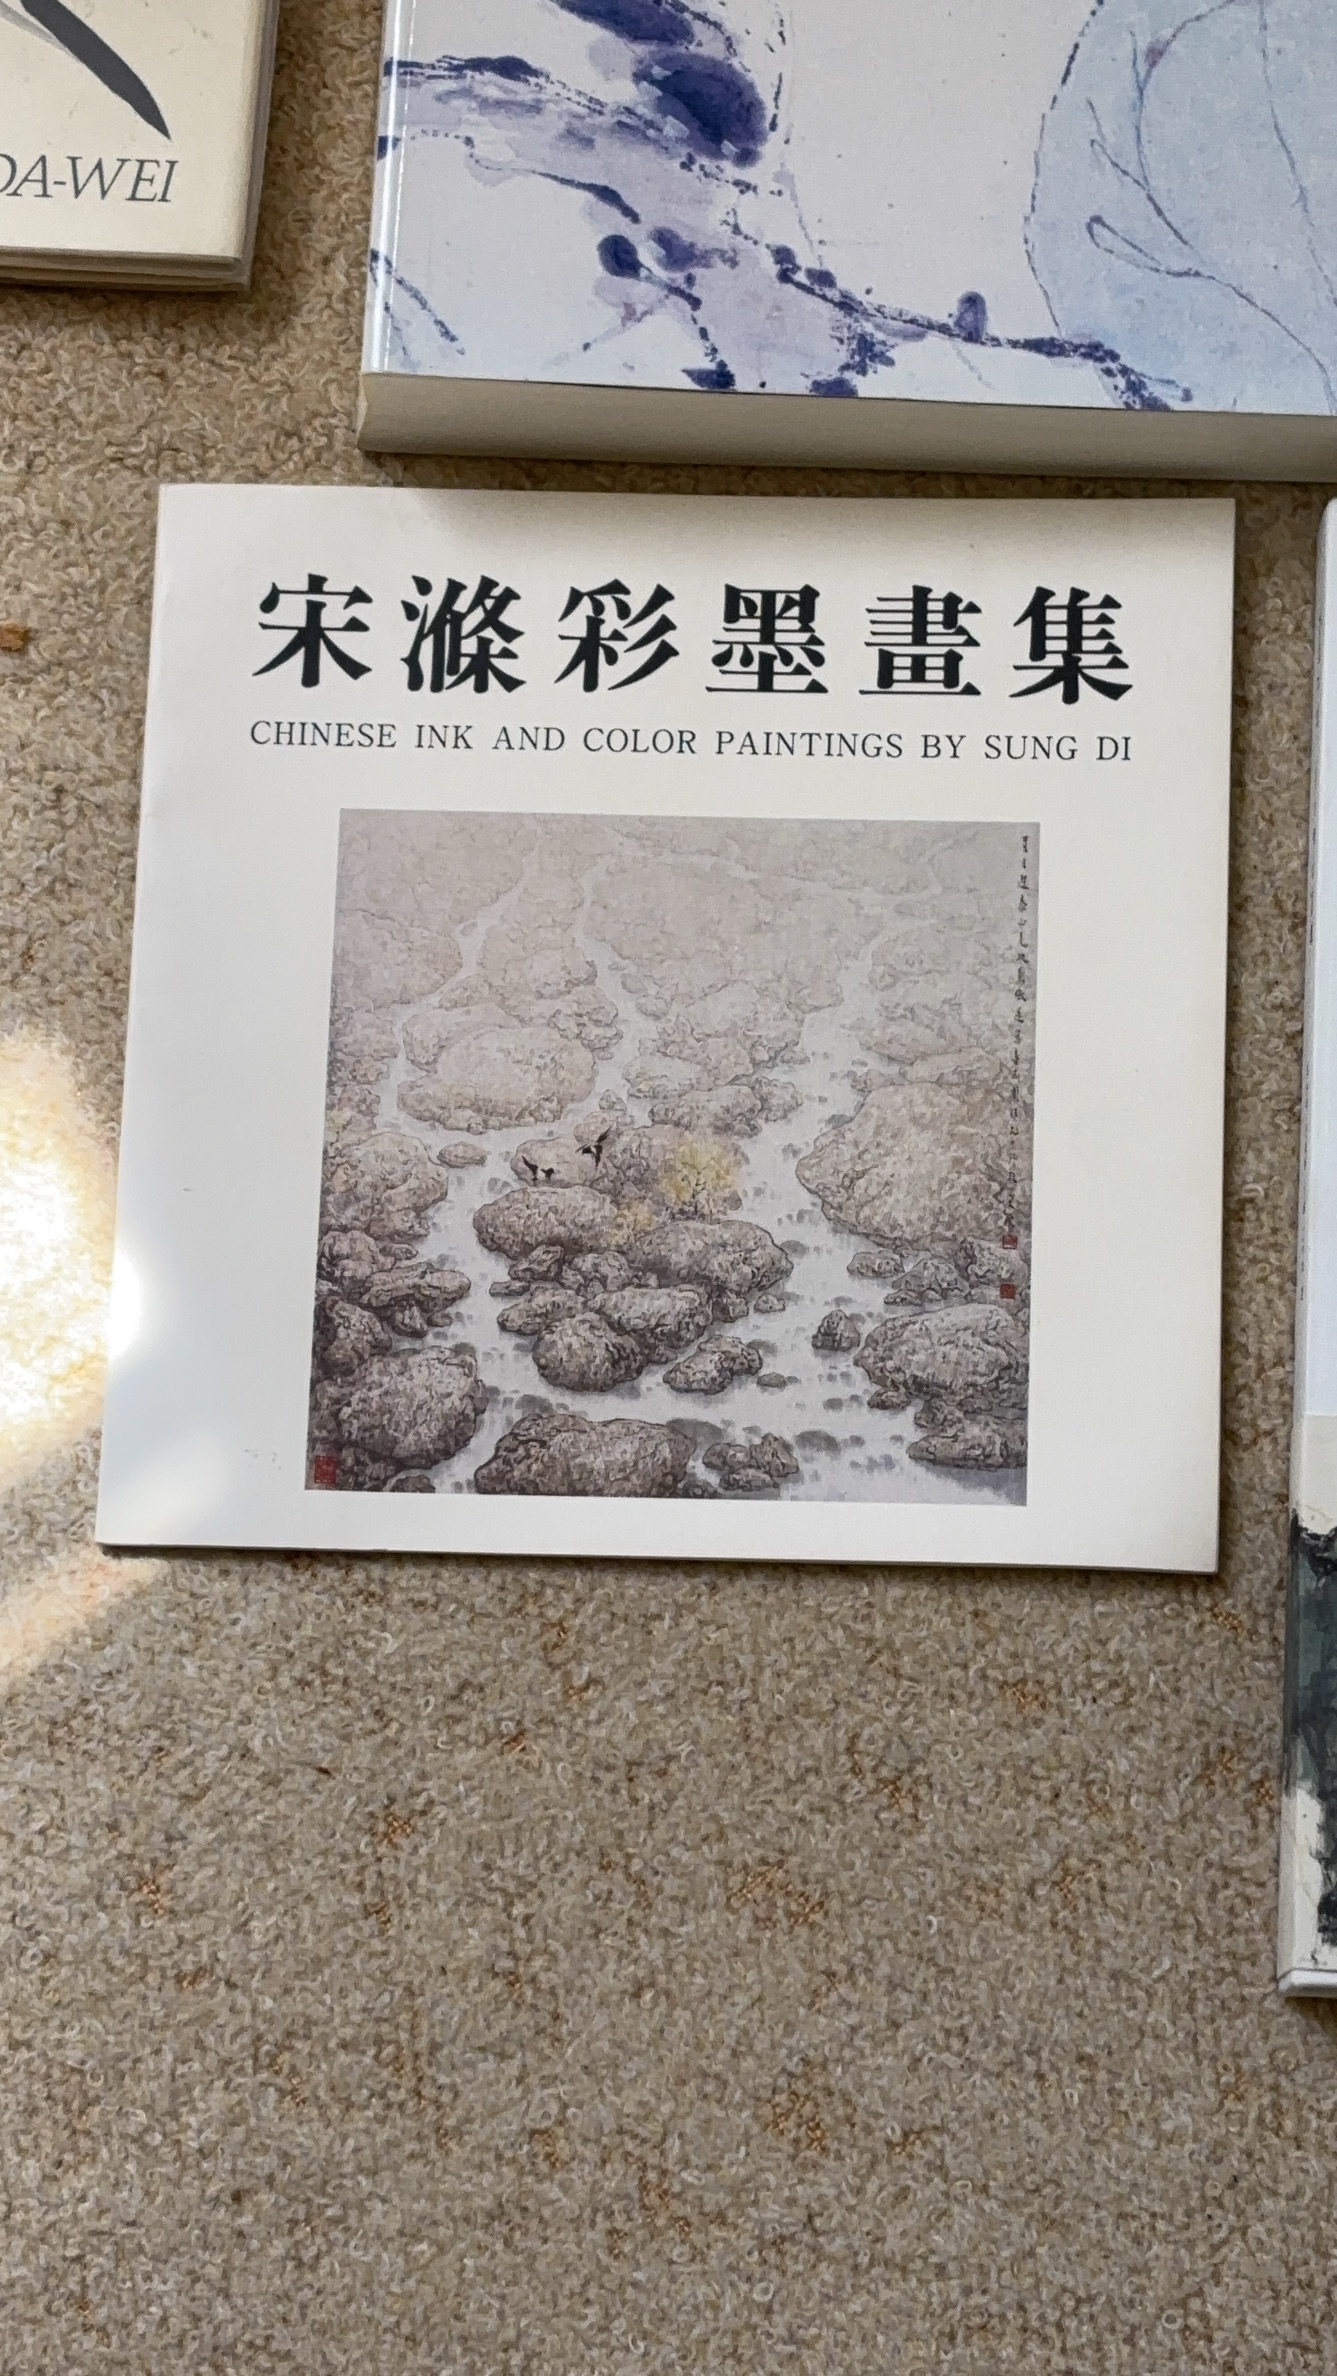 DA-WEI
宋滌彩墨畫集
CHINESE INK AND COLOR PAINTINGS BY SUNG DI